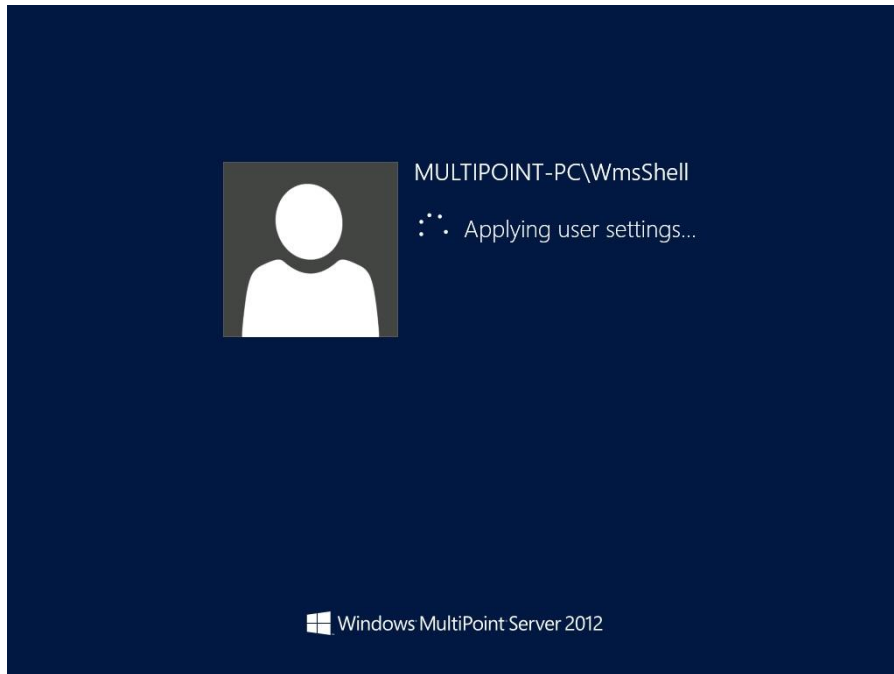 MULTIPOINT-PC\WmsShell
Applying user settings...
Windows MultiPoint Server 2012